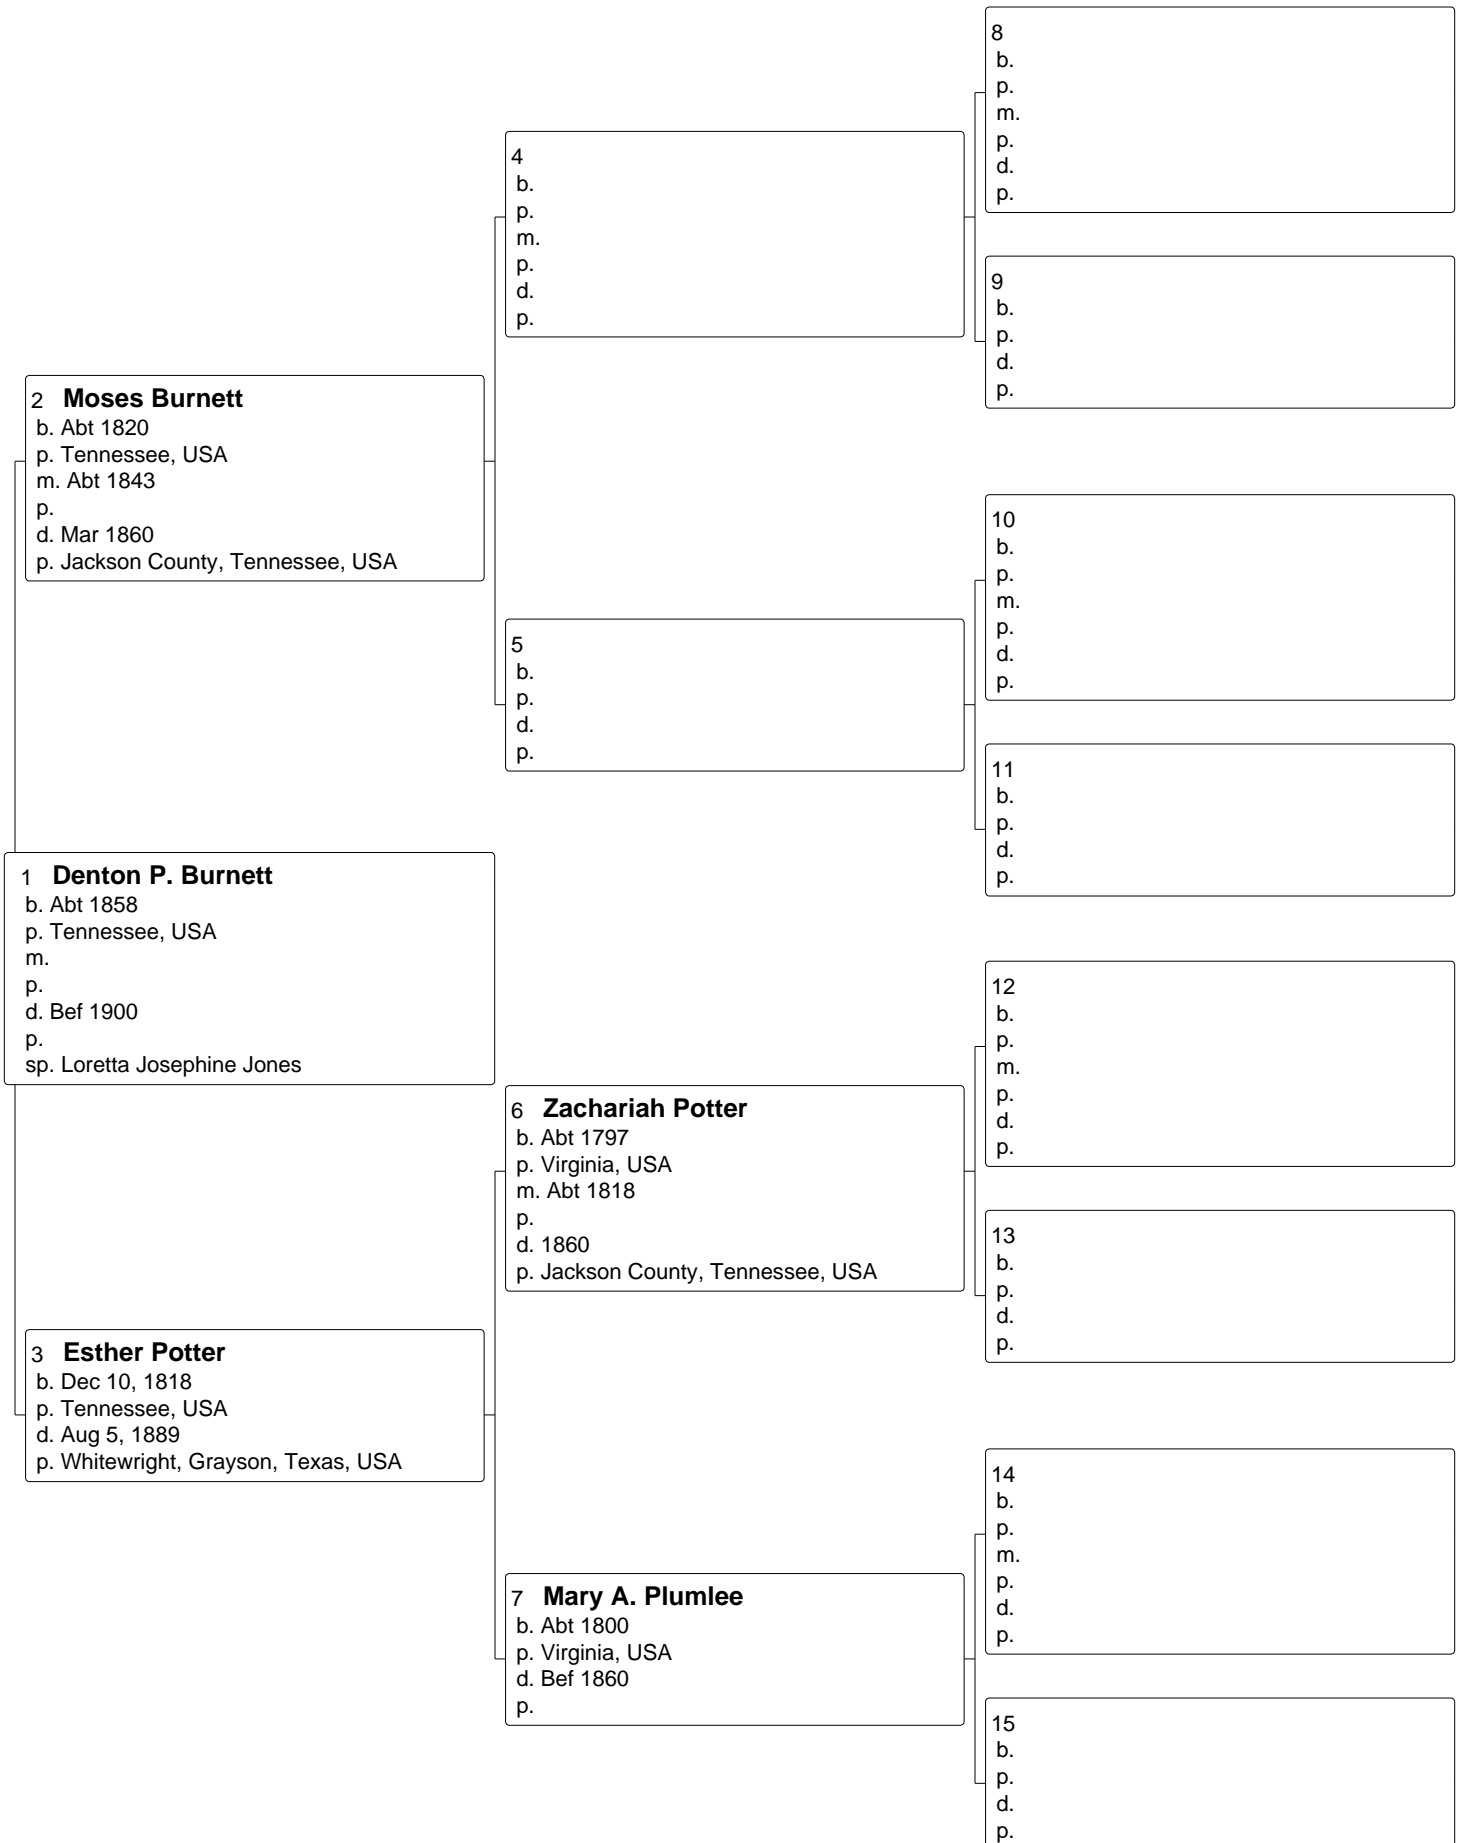 8
b.
p.
m.
p.
d.
p.
4
b.
p.
m.
p.
d.
p.
9
b.
p.
d.
p.
2 Moses Burnett
b. Abt 1820
p. Tennessee, USA
m. Abt 1843
p.
d. Mar 1860
p. Jackson County, Tennessee, USA
10
b.
p.
m.
p.
d.
p.
5
b.
p.
d.
p.
11
b.
p.
d.
p.
1 Denton P. Burnett
b. Abt 1858
p. Tennessee, USA
m.
p.
d. Bef 1900
p.
sp. Loretta Josephine Jones
12
b.
p.
m.
p.
d.
p.
6 Zachariah Potter
b. Abt 1797
p. Virginia, USA
m. Abt 1818
p.
d. 1860
p. Jackson County, Tennessee, USA
13
b.
p.
d.
p.
3 Esther Potter
b. Dec 10, 1818
p. Tennessee, USA
d. Aug 5, 1889
p. Whitewright, Grayson, Texas, USA
14
b.
p.
m.
p.
d.
p.
7 Mary A. Plumlee
b. Abt 1800
p. Virginia, USA
d. Bef 1860
p.
15
b.
p.
d.
p.